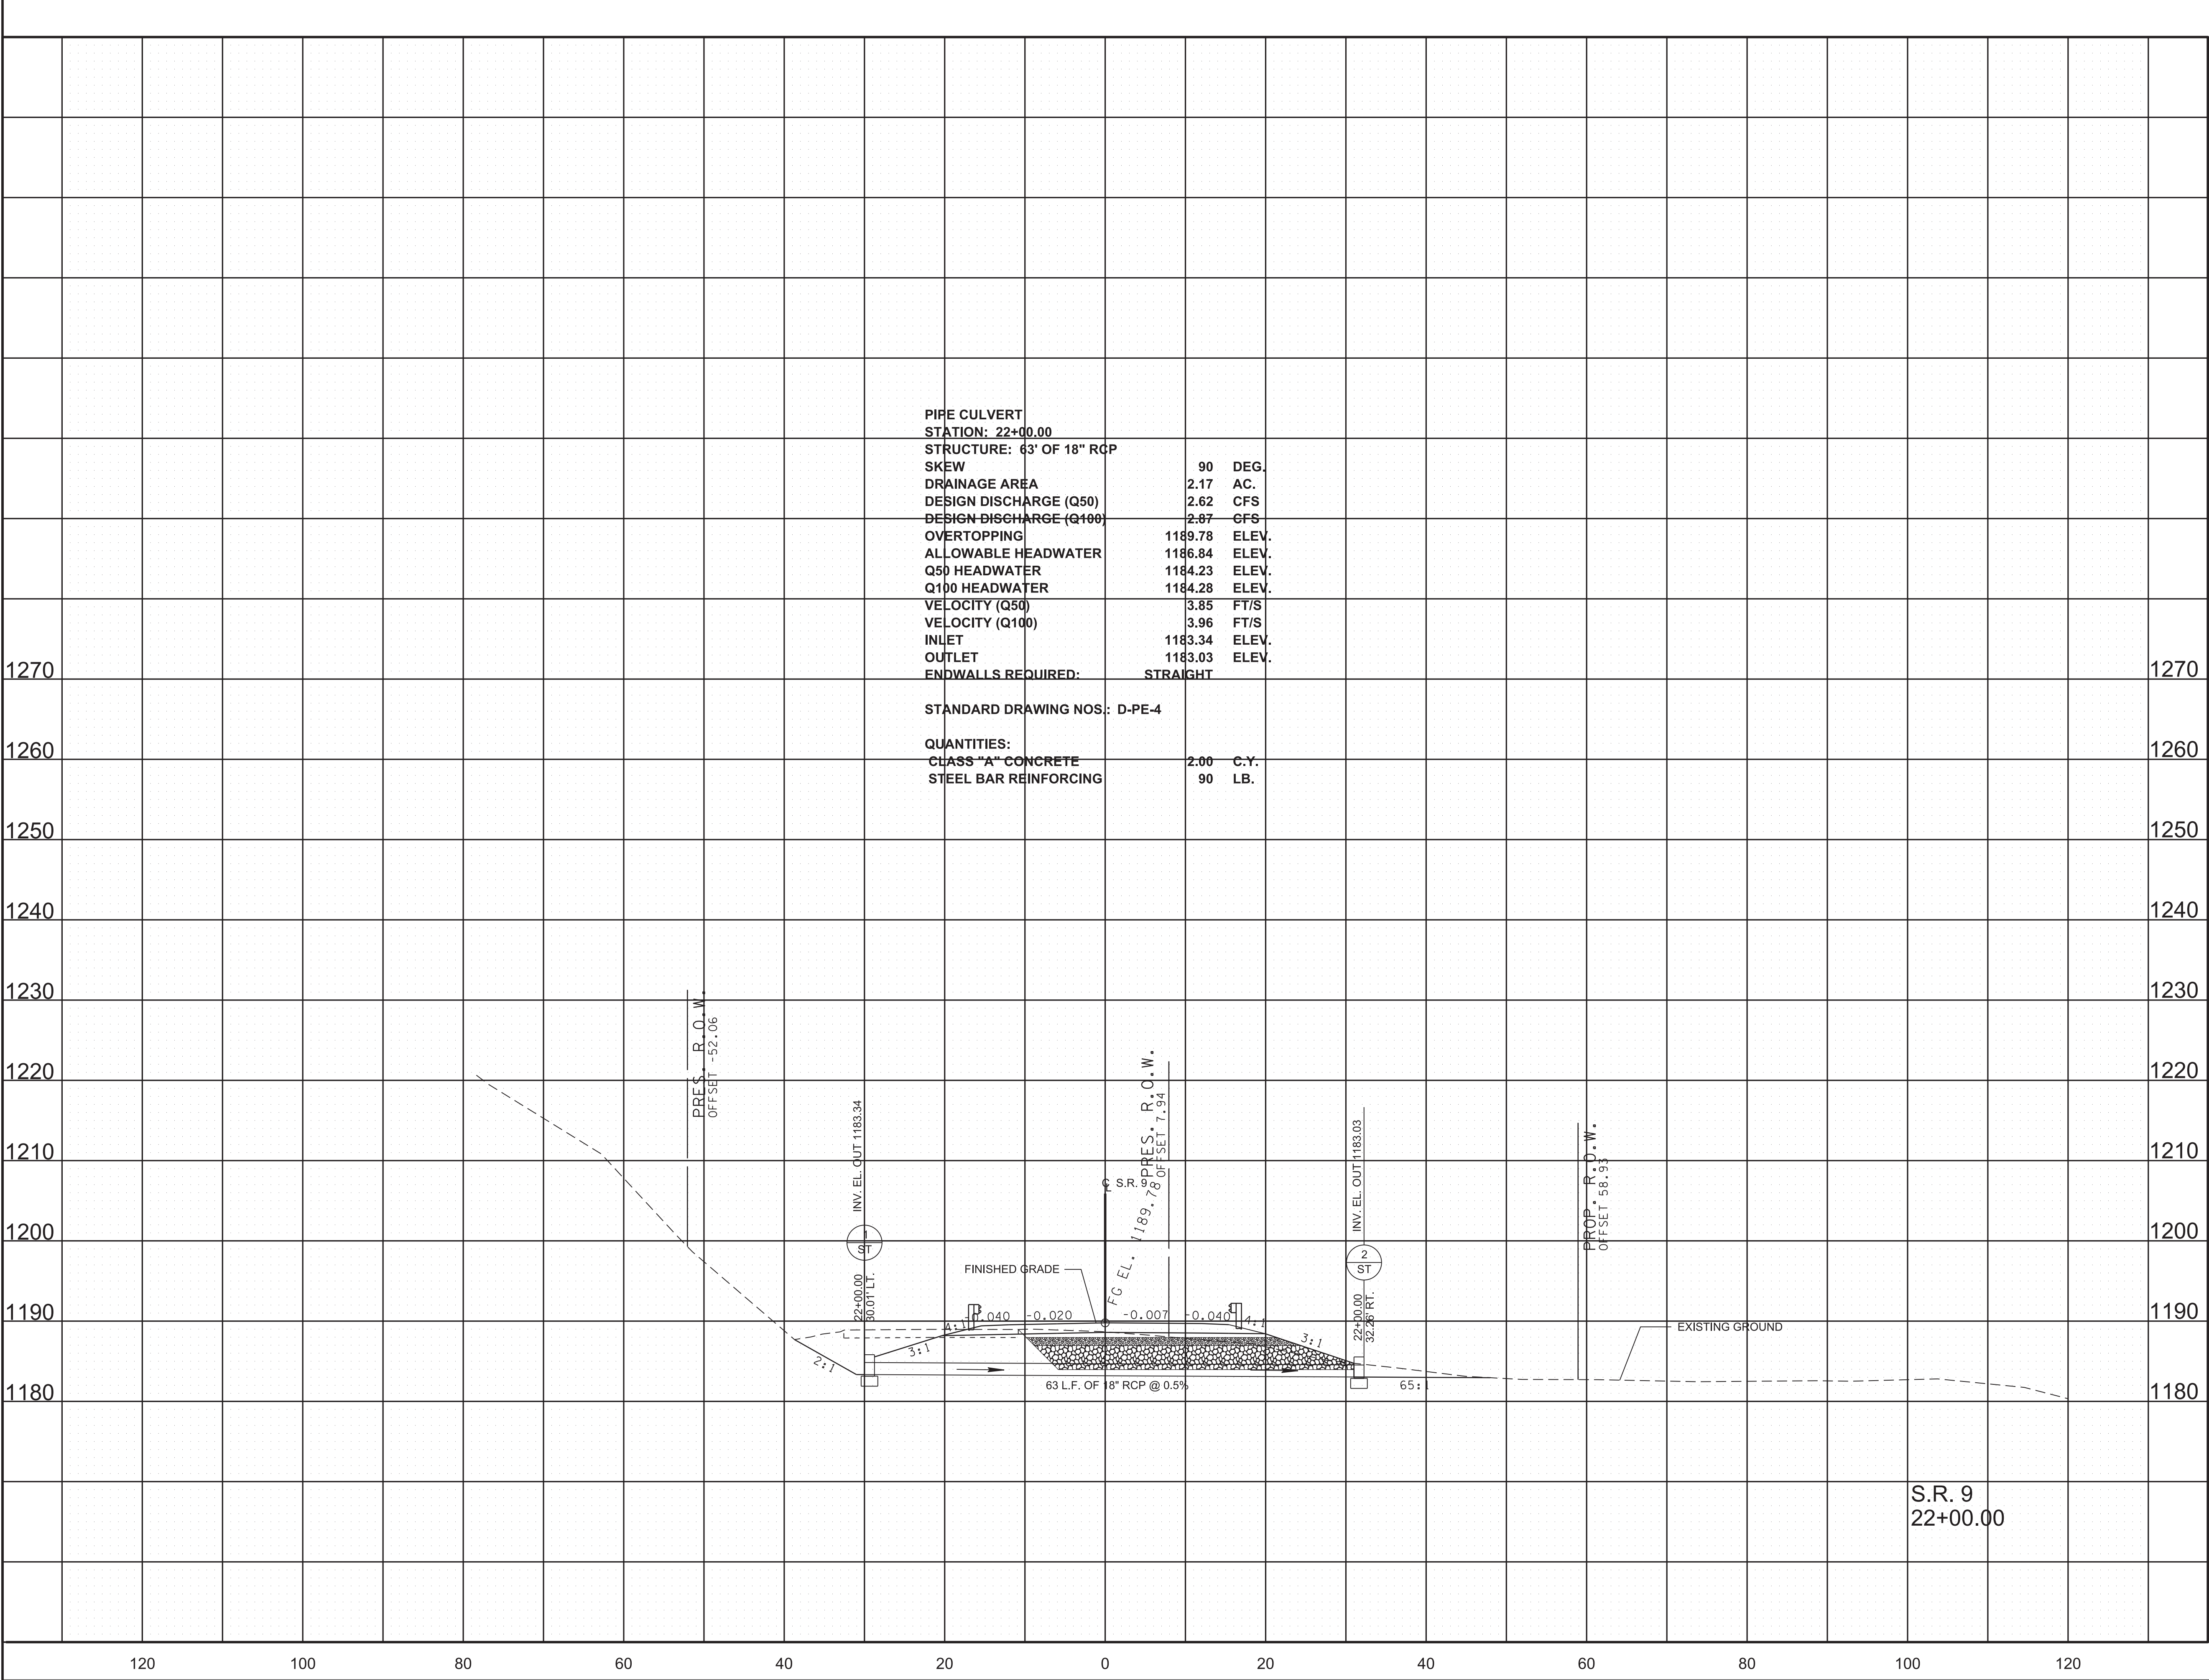 PIPE CULVERT
STATION: 22+00.00
STRUCTURE: 63' OF 18" RCP
SKEW 90 DEG.
DRAINAGE AREA 2.17 AC.
DESIGN DISCHARGE (Q50) 2.62 CFS
DESIGN DISCHARGE (Q100) 2.87 CFS
OVERTOPPING 1189.78 ELEV.
ALLOWABLE HEADWATER 1186.84 ELEV.
Q50 HEADWATER 1184.23 ELEV.
Q100 HEADWATER 1184.28 ELEV.
VELOCITY (Q50) 3.85 FT/S
VELOCITY (Q100) 3.96 FT/S
INLET 1183.34 ELEV.
OUTLET 1183.03 ELEV.
ENDWALLS REQUIRED: STRAIGHT
STANDARD DRAWING NOS.: D-PE-4
QUANTITIES:
CLASS "A" CONCRETE 2.00 C.Y.
STEEL BAR REINFORCING 90 LB.
1270 1270
1260 1260
1250 1250
1240 1240
1230 1230
1220 1220
1210 1210
1200 1200
1190 1190
1180 1180
PRES. R.O.W.
OFFSET -52.06
INV. EL. OUT 1183.34
1
ST
22+00.00
30.01' LT.
FINISHED GRADE
℄ S.R. 9
FG EL. 1189.78
PRES. R.O.W.
OFFSET 7.94
INV. EL. OUT 1183.03
2
ST
22+00.00
32.26' RT.
PROP. R.O.W.
OFFSET 58.93
EXISTING GROUND
2:1
3:1
4:1
-0.040
-0.020
-0.007
-0.040
4:1
3:1
65:1
63 L.F. OF 18" RCP @ 0.5%
S.R. 9
22+00.00
120 100 80 60 40 20 0 20 40 60 80 100 120